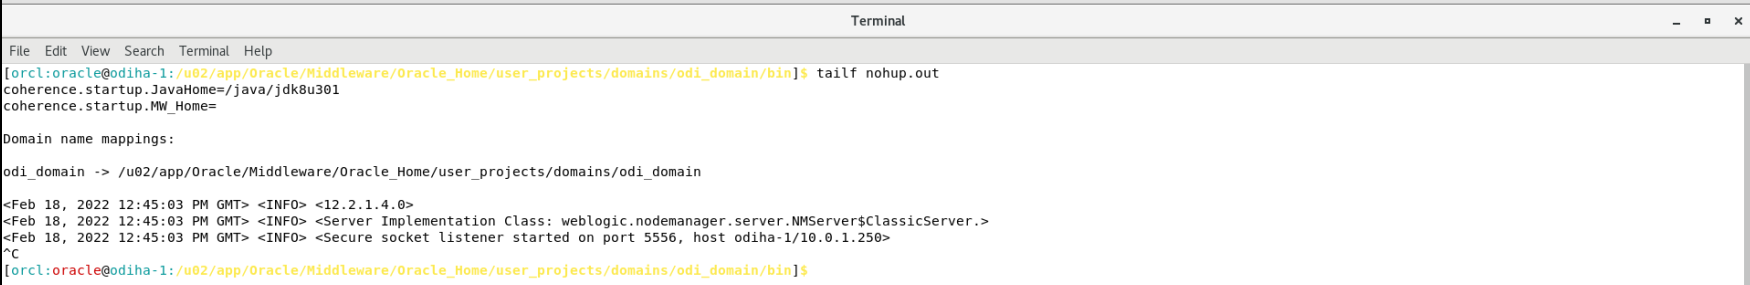 Terminal
File Edit View Search Terminal Help
[orcl:oracle@odiha-1:/u02/app/Oracle/Middleware/Oracle_Home/user_projects/domains/odi_domain/bin]$ tailf nohup.out
coherence.startup.JavaHome=/java/jdk8u301
coherence.startup.MW_Home=
Domain name mappings:
odi_domain -> /u02/app/Oracle/Middleware/Oracle_Home/user_projects/domains/odi_domain
<Feb 18, 2022 12:45:03 PM GMT> <INFO> <12.2.1.4.0>
<Feb 18, 2022 12:45:03 PM GMT> <INFO> <Server Implementation Class: weblogic.nodemanager.server.NMServer$ClassicServer.>
<Feb 18, 2022 12:45:03 PM GMT> <INFO> <Secure socket listener started on port 5556, host odiha-1/10.0.1.250>
^C
[orcl:oracle@odiha-1:/u02/app/Oracle/Middleware/Oracle_Home/user_projects/domains/odi_domain/bin]$